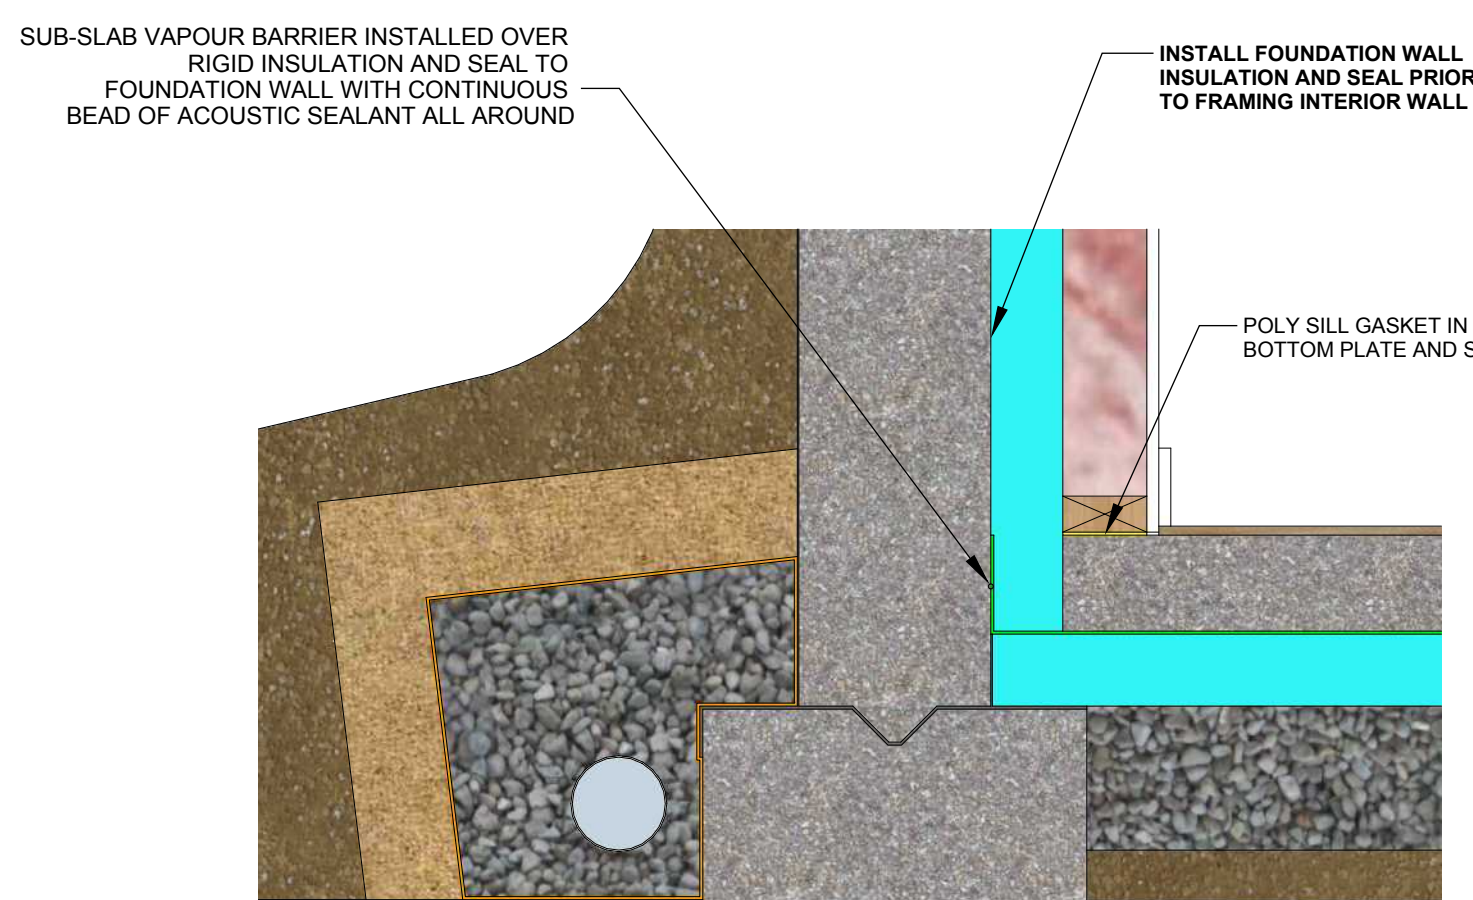 SUB-SLAB VAPOUR BARRIER INSTALLED OVER
RIGID INSULATION AND SEAL TO
FOUNDATION WALL WITH CONTINUOUS
BEAD OF ACOUSTIC SEALANT ALL AROUND
INSTALL FOUNDATION WALL
INSULATION AND SEAL PRIOR
TO FRAMING INTERIOR WALL
POLY SILL GASKET IN
BOTTOM PLATE AND